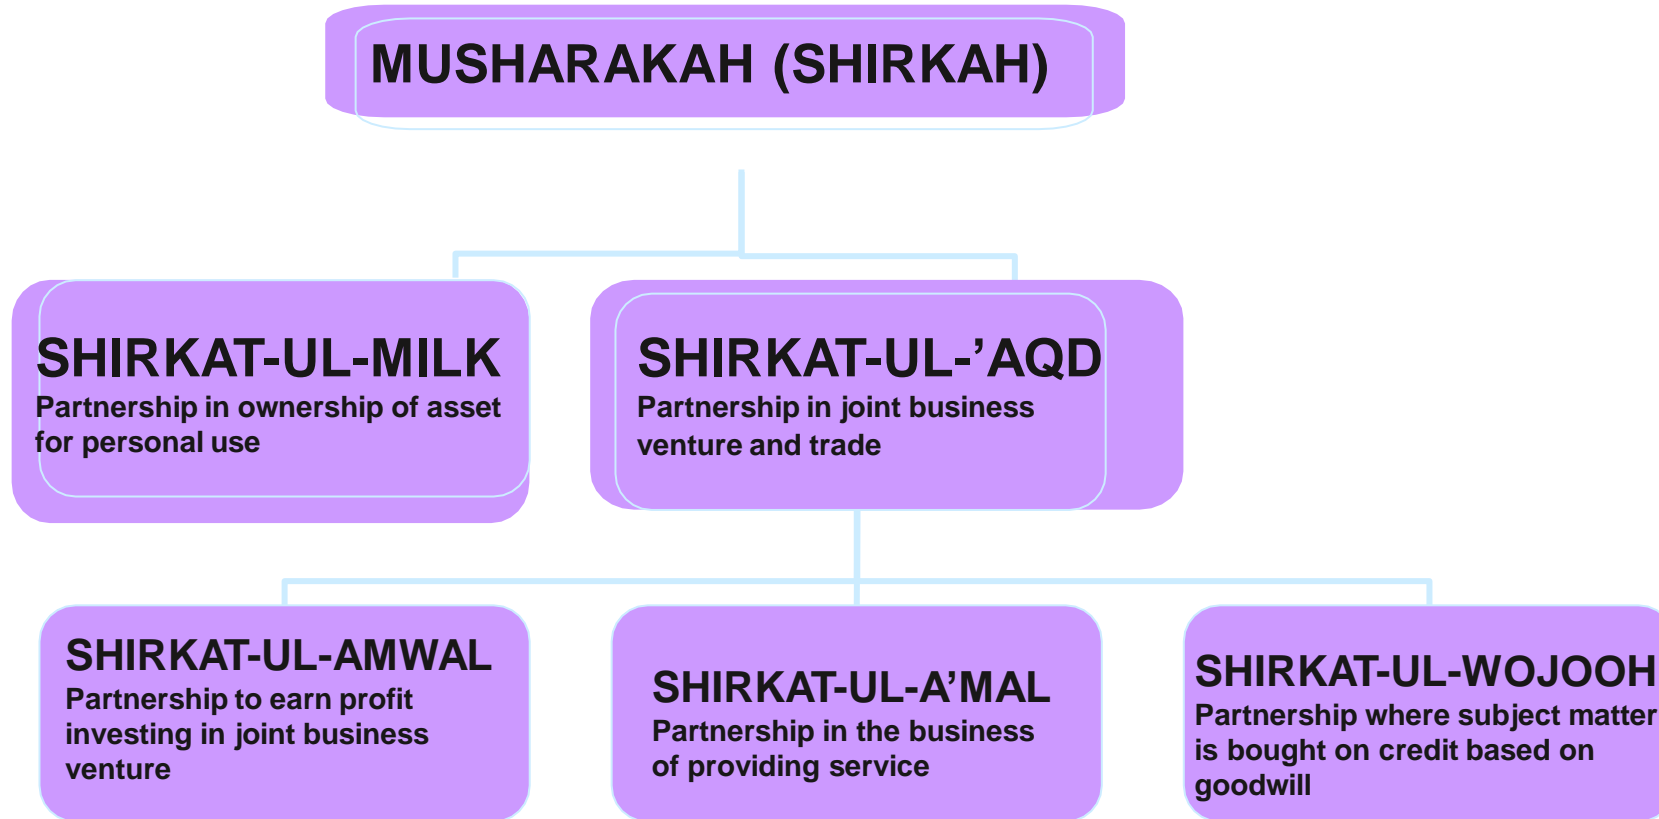 MUSHARAKAH (SHIRKAH)
SHIRKAT-UL-MILK
Partnership in ownership of asset
for personal use
SHIRKAT-UL-’AQD
Partnership in joint business
venture and trade
SHIRKAT-UL-AMWAL
Partnership to earn profit
investing in joint business
venture
SHIRKAT-UL-A’MAL
Partnership in the business
of providing service
SHIRKAT-UL-WOJOOH
Partnership where subject matter
is bought on credit based on
goodwill